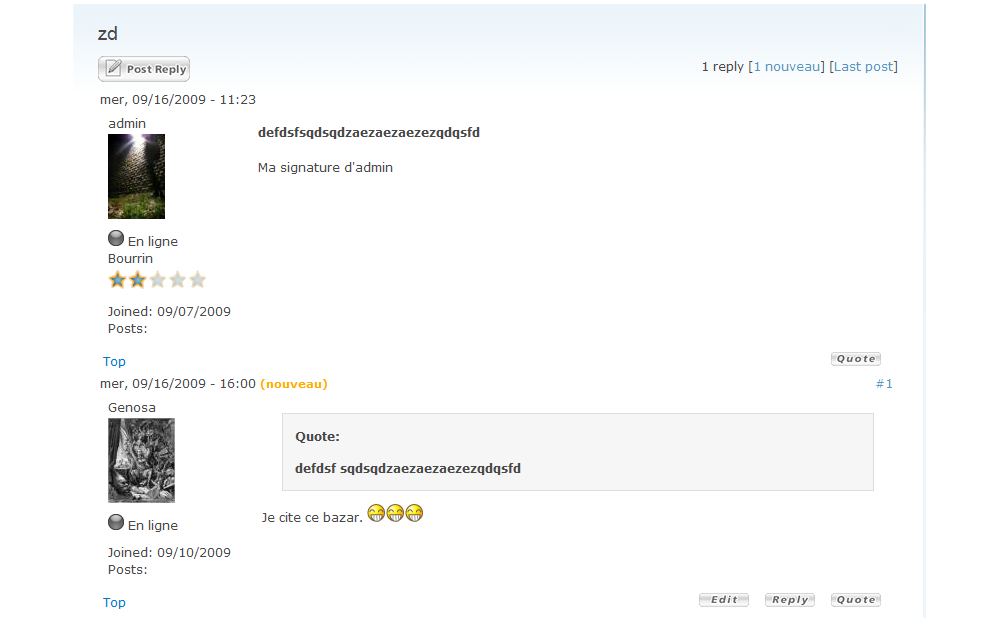 zd
Post Reply
1 reply [1 nouveau] [Last post]
mer, 09/16/2009 - 11:23
admin
defdsfsqdsqdzaezaezaezezqdqsfd
Ma signature d'admin
En ligne
Bourrin
Joined: 09/07/2009
Posts:
Top
Quote
mer, 09/16/2009 - 16:00 (nouveau)
#1
Genosa
Quote:
defdsf sqdsqdzaezaezaezezqdqsfd
Je cite ce bazar.
En ligne
Joined: 09/10/2009
Posts:
Top
Edit Reply Quote